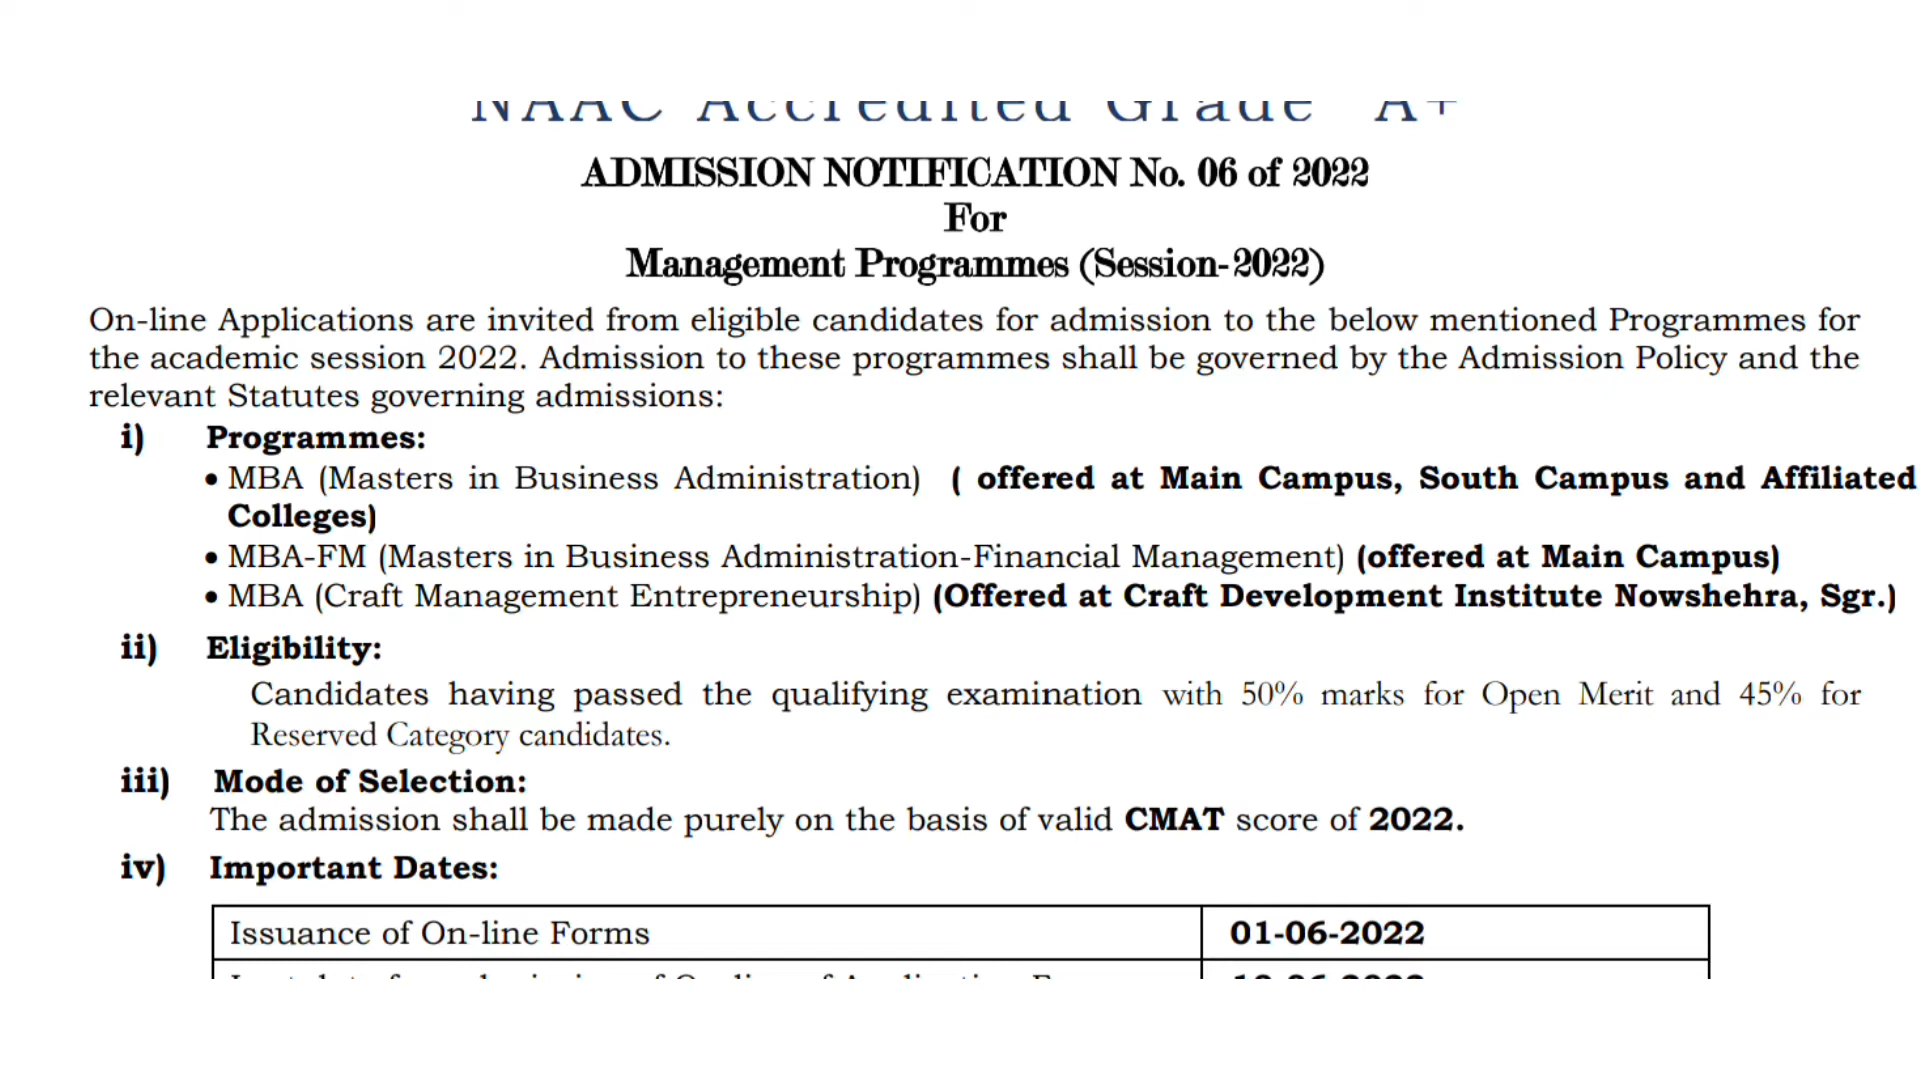 NAAC Accredited Grade A+
ADMISSION NOTIFICATION No. 06 of 2022
For
Management Programmes (Session-2022)
On-line Applications are invited from eligible candidates for admission to the below mentioned Programmes for
the academic session 2022. Admission to these programmes shall be governed by the Admission Policy and the
relevant Statutes governing admissions:
i) Programmes:
• MBA (Masters in Business Administration) ( offered at Main Campus, South Campus and Affiliated
Colleges)
• MBA-FM (Masters in Business Administration-Financial Management) (offered at Main Campus)
• MBA (Craft Management Entrepreneurship) (Offered at Craft Development Institute Nowshehra, Sgr.)
ii) Eligibility:
Candidates having passed the qualifying examination with 50% marks for Open Merit and 45% for
Reserved Category candidates.
iii) Mode of Selection:
The admission shall be made purely on the basis of valid CMAT score of 2022.
iv) Important Dates:
Issuance of On-line Forms 01-06-2022